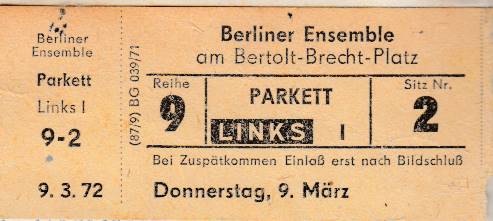 Berliner
Ensemble
Parkett
Links I
9-2
9. 3. 72
(87/9) BG 039/71
Berliner Ensemble
am Bertolt-Brecht-Platz
Reihe
9
PARKETT
LINKS I
Sitz Nr.
2
Bei Zuspätkommen Einlaß erst nach Bildschluß
Donnerstag, 9. März